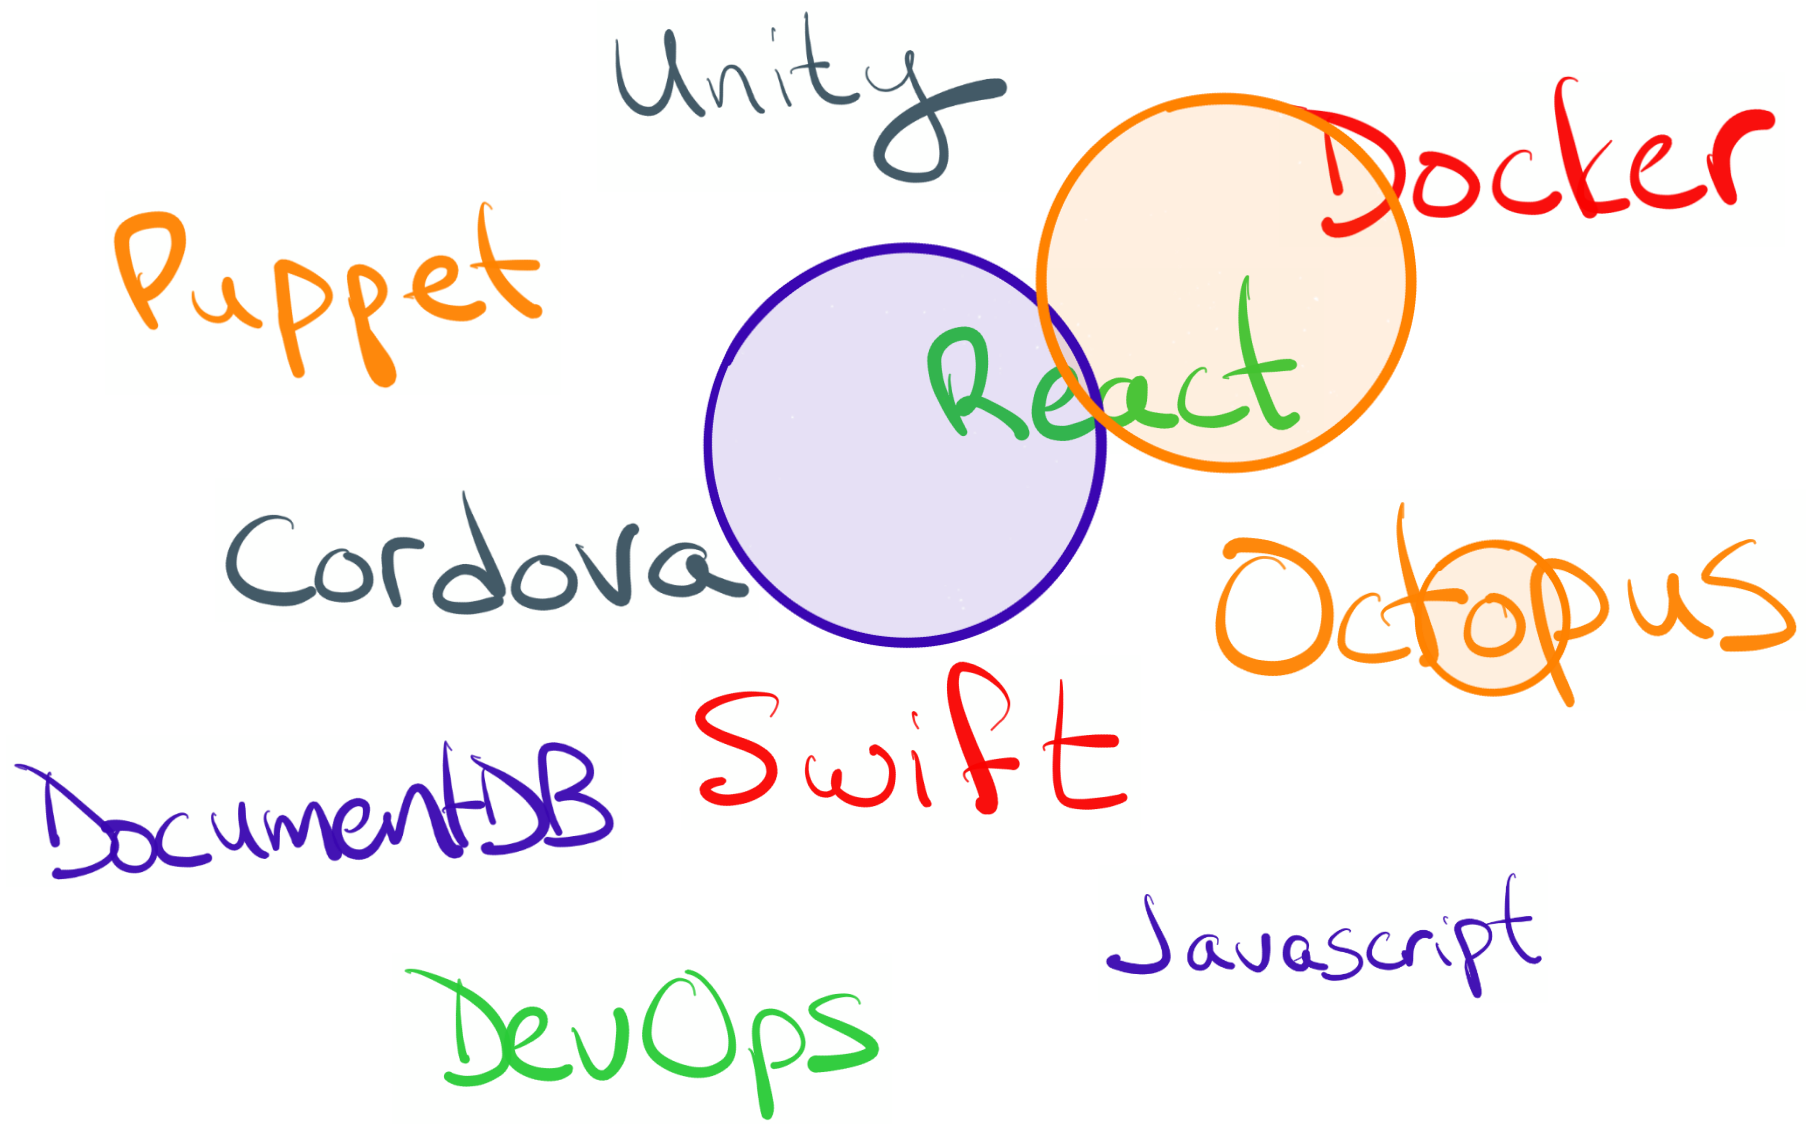 Unity
Docker
Puppet
React
Cordova
Octopus
Swift
DocumentDB
Javascript
DevOps